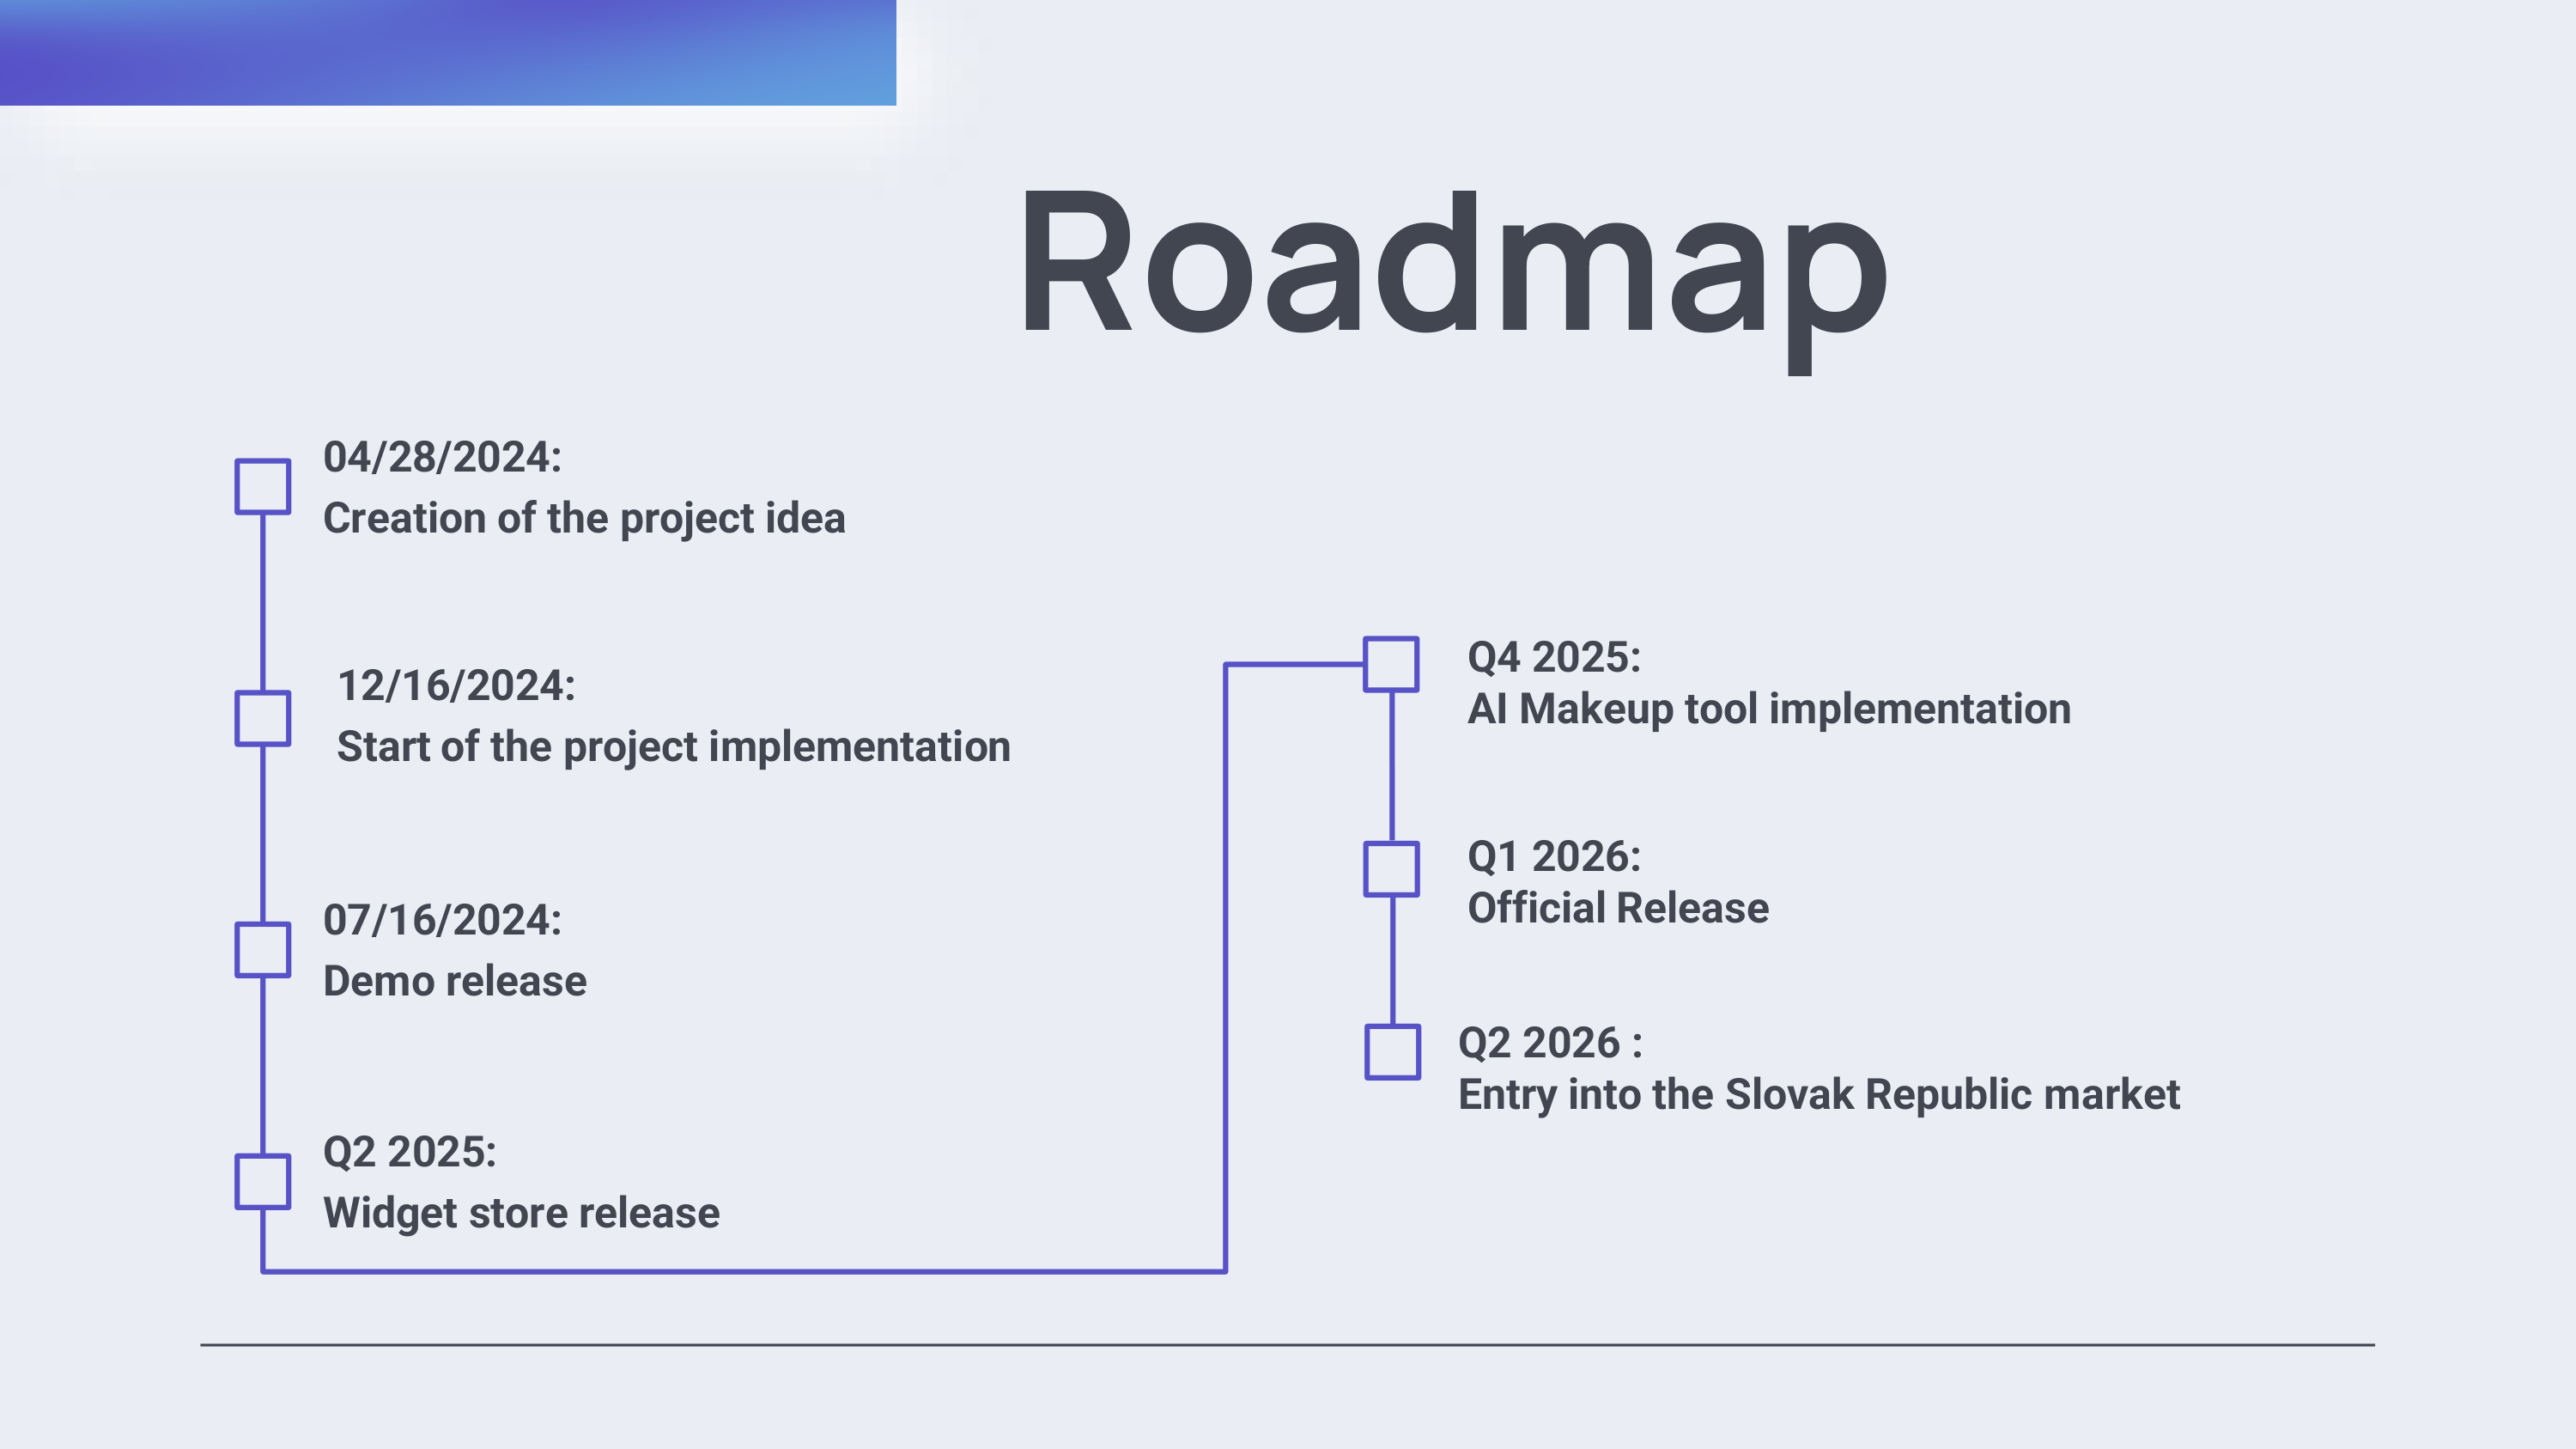 Roadmap
04/28/2024:
Creation of the project idea
12/16/2024:
Start of the project implementation
07/16/2024:
Demo release
Q2 2025:
Widget store release
Q4 2025:
AI Makeup tool implementation
Q1 2026:
Official Release
Q2 2026 :
Entry into the Slovak Republic market